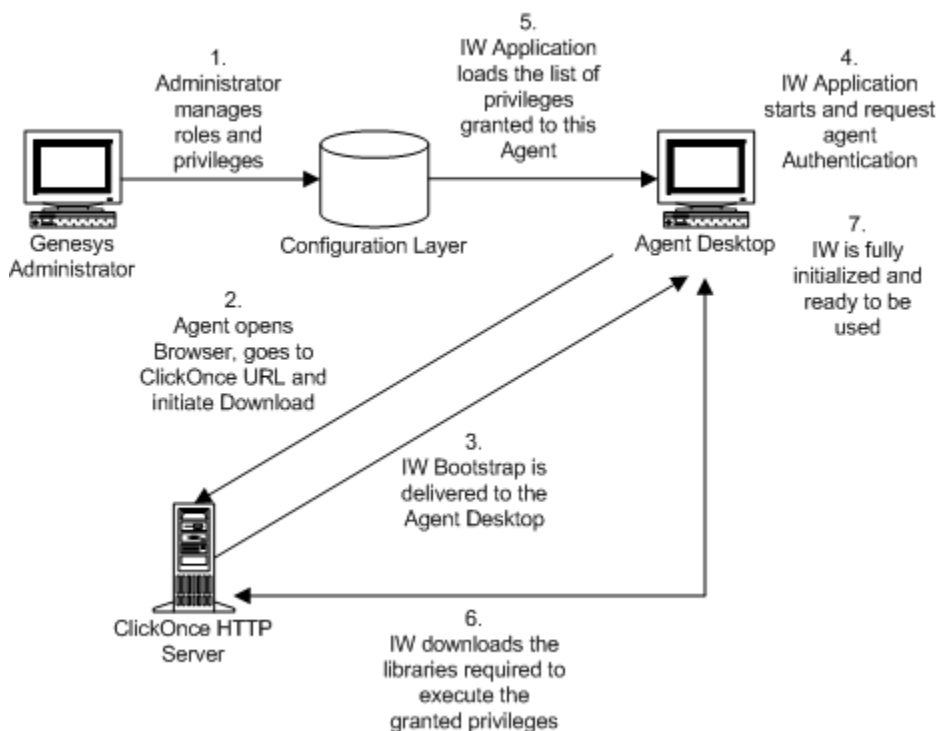 1.
Administrator
manages
roles and
privileges
5.
IW Application
loads the list of
privileges
granted to this
Agent
4.
IW Application
starts and request
agent
Authentication
Genesys
Administrator
Configuration Layer
Agent Desktop
7.
IW is fully
initialized and
ready to be
used
2.
Agent opens
Browser, goes to
ClickOnce URL and
initiate Download
3.
IW Bootstrap is
delivered to the
Agent Desktop
ClickOnce HTTP
Server
6.
IW downloads the
libraries required to
execute the
granted privileges